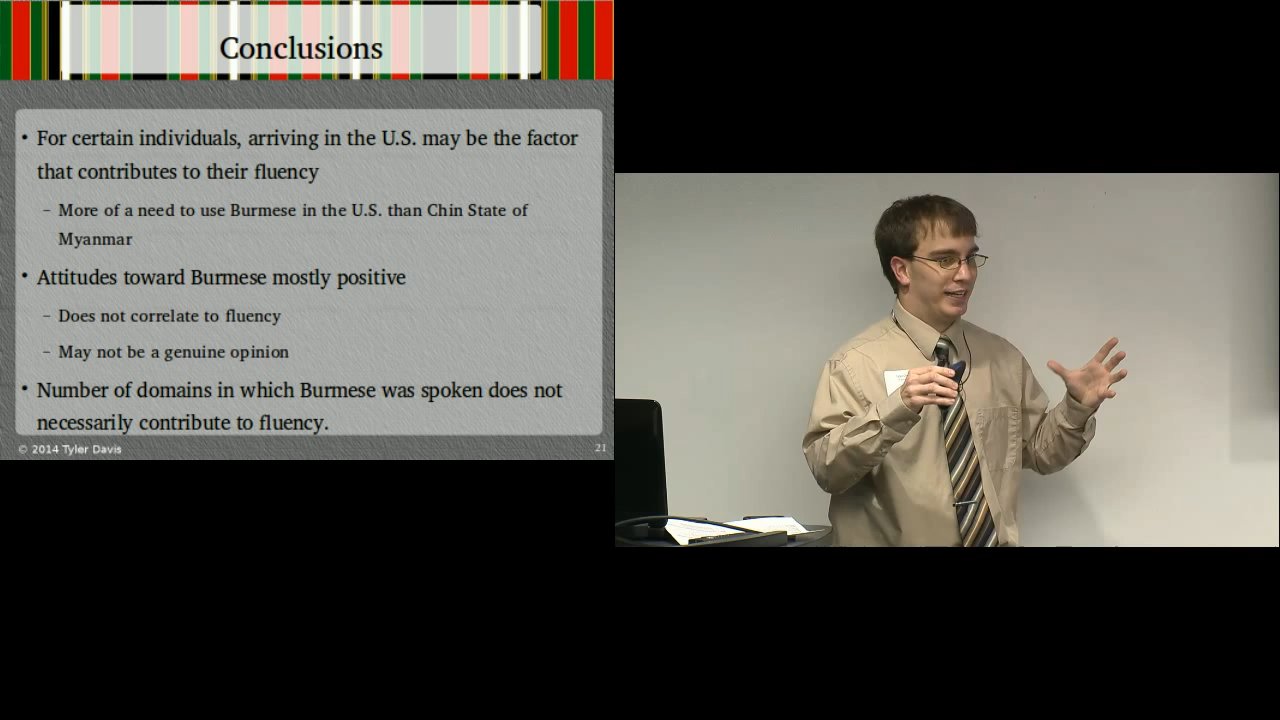 Conclusions
• For certain individuals, arriving in the U.S. may be the factor
that contributes to their fluency
– More of a need to use Burmese in the U.S. than Chin State of
Myanmar
• Attitudes toward Burmese mostly positive
– Does not correlate to fluency
– May not be a genuine opinion
• Number of domains in which Burmese was spoken does not
necessarily contribute to fluency.
© 2014 Tyler Davis
21